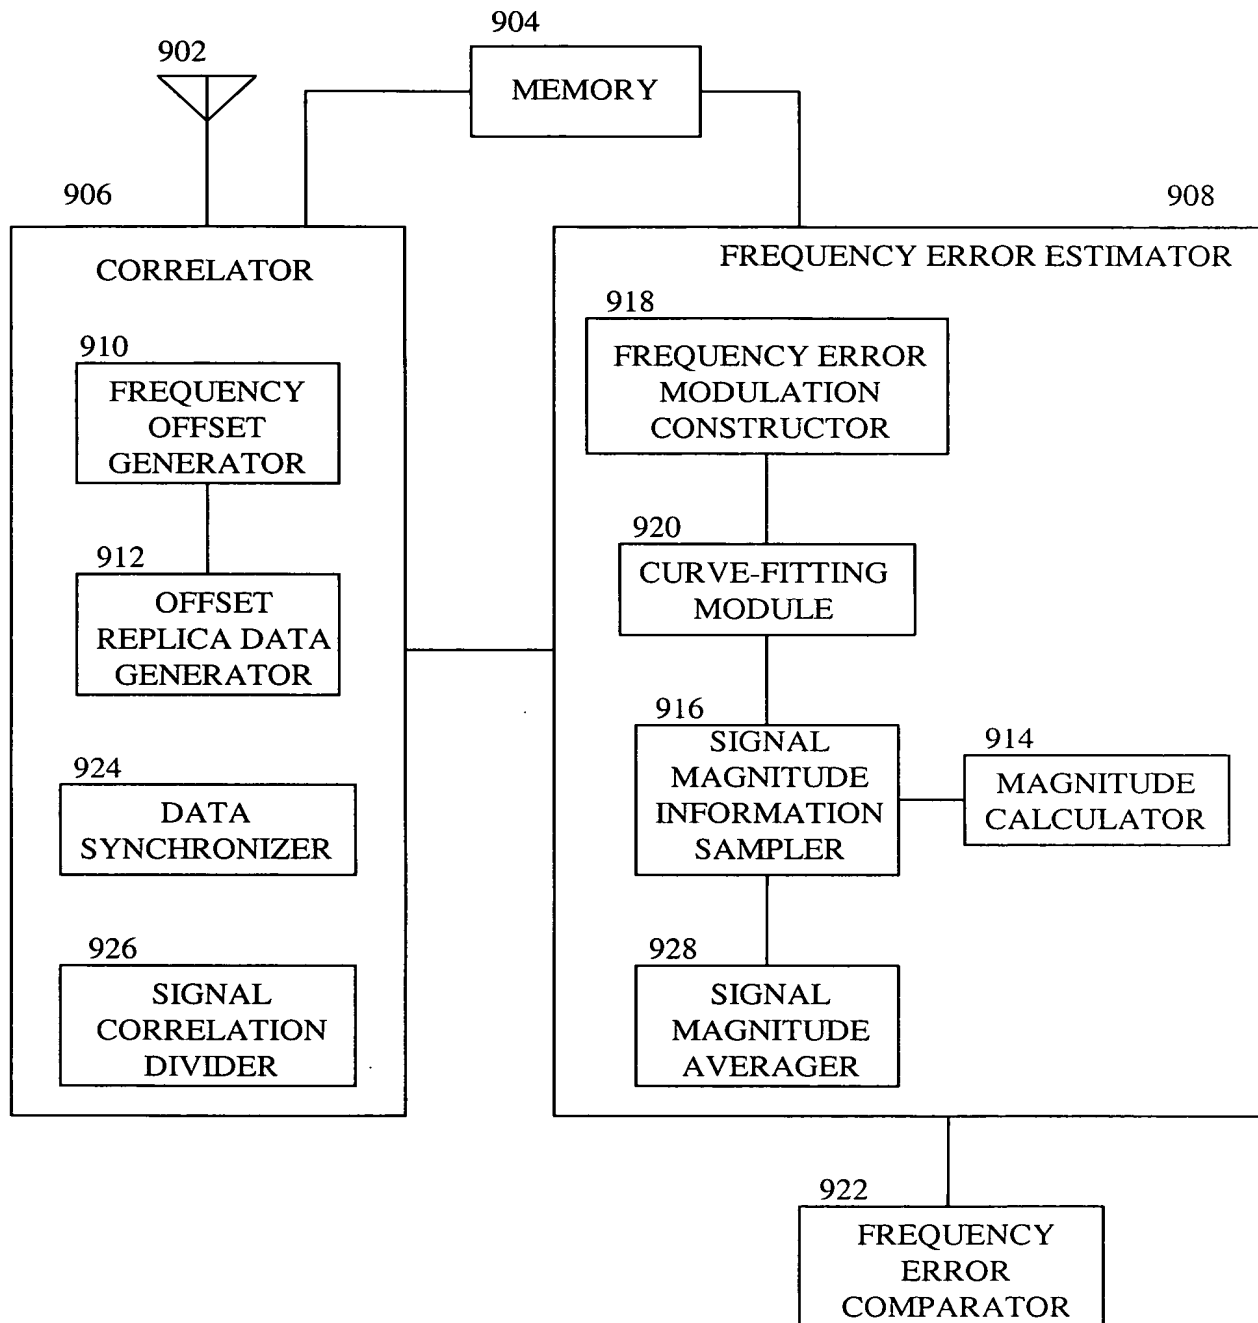 904
902
MEMORY
906
908
CORRELATOR
FREQUENCY ERROR ESTIMATOR
910
FREQUENCY
OFFSET
GENERATOR
912
OFFSET
REPLICA DATA
GENERATOR
924
DATA
SYNCHRONIZER
926
SIGNAL
CORRELATION
DIVIDER
918
FREQUENCY ERROR
MODULATION
CONSTRUCTOR
920
CURVE-FITTING
MODULE
916
SIGNAL
MAGNITUDE
INFORMATION
SAMPLER
914
MAGNITUDE
CALCULATOR
928
SIGNAL
MAGNITUDE
AVERAGER
922
FREQUENCY
ERROR
COMPARATOR